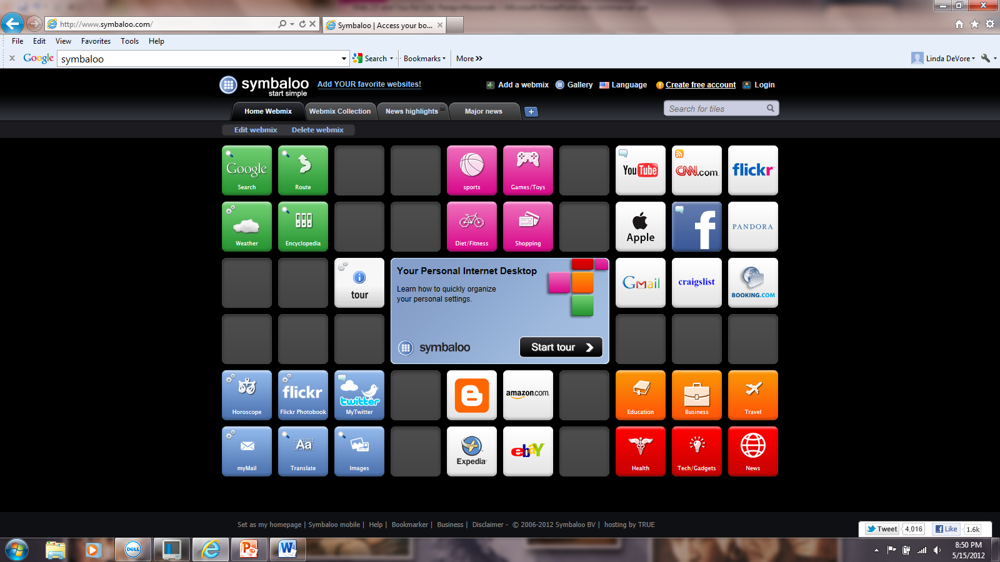 http://www.symbaloo.com/
Symbaloo | Access your bo...
File Edit View Favorites Tools Help
Google symbaloo Search Bookmarks More Linda DeVore
symbaloo
start simple
Add YOUR favorite websites!
Add a webmix Gallery Language Create free account Login
Home Webmix Webmix Collection News highlights Major news
Search for tiles
Edit webmix Delete webmix
Google
Search Route sports Games/Toys
YouTube CNN.com flickr
Weather Encyclopedia Diet/Fitness Shopping
Apple f PANDORA
tour
Your Personal Internet Desktop
Learn how to quickly organize
your personal settings.
symbaloo Start tour
Gmail craigslist BOOKING.COM
flickr twitter
Horoscope Flickr Photobook MyTwitter
amazon.com
Education Business Travel
Aa
myMail Translate Images
Expedia ebay
Health Tech/Gadgets News
Set as my homepage | Symbaloo mobile | Help | Bookmarker | Business | Disclaimer - © 2006-2012 Symbaloo BV | hosting by TRUE
Tweet 4,016 Like 1.6k
DELL
8:50 PM
5/15/2012